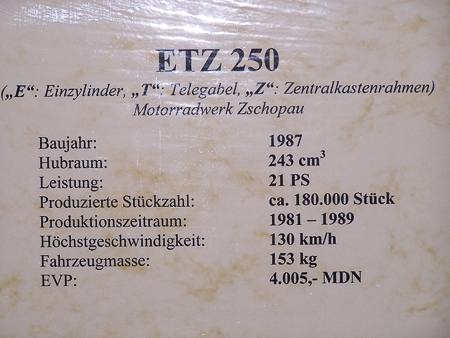 ETZ 250
(„E“: Einzylinder, „T“: Telegabel, „Z“: Zentralkastenrahmen)
Motorradwerk Zschopau
Baujahr: 1987
Hubraum: 243 cm³
Leistung: 21 PS
Produzierte Stückzahl: ca. 180.000 Stück
Produktionszeitraum: 1981 – 1989
Höchstgeschwindigkeit: 130 km/h
Fahrzeugmasse: 153 kg
EVP: 4.005,- MDN